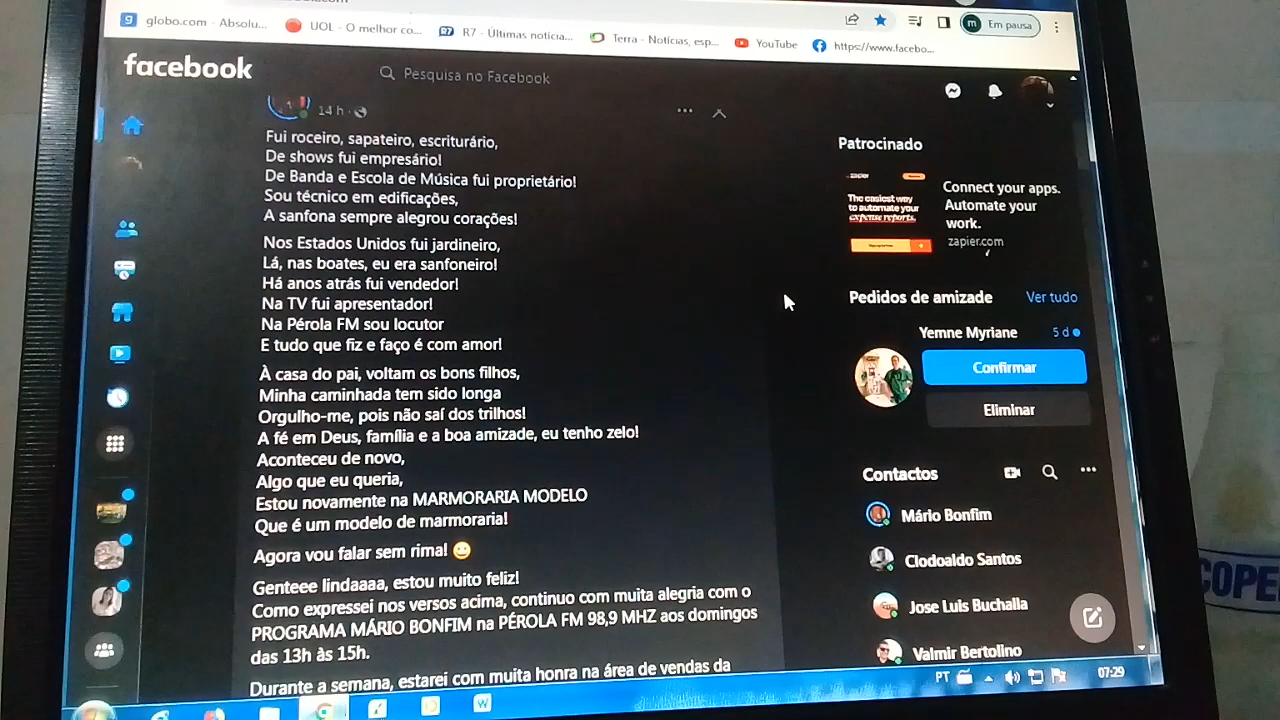 globo.com - Absolu...
UOL - O melhor co...
R7 - Últimas notícia...
Terra - Notícias, esp...
YouTube
https://www.facebo...
Em pausa
facebook
Pesquisa no Facebook
14 h
Fui roceiro, sapateiro, escriturário,
De shows fui empresário!
De Banda e Escola de Música fui proprietário!
Sou técnico em edificações,
A sanfona sempre alegrou corações!
Nos Estados Unidos fui jardineiro,
Lá, nas boates, eu era sanfoneiro!
Há anos atrás fui vendedor!
Na TV fui apresentador!
Na Pérola FM sou locutor
E tudo que fiz e faço é com amor!
À casa do pai, voltam os bons filhos,
Minha caminhada tem sido longa
Orgulho-me, pois não saí dos trilhos!
A fé em Deus, família e a boa amizade, eu tenho zelo!
Aconteceu de novo,
Algo que eu queria,
Estou novamente na MARMORARIA MODELO
Que é um modelo de marmoraria!
Agora vou falar sem rima! 😀
Genteee lindaaaa, estou muito feliz!
Como expressei nos versos acima, continuo com muita alegria com o
PROGRAMA MÁRIO BONFIM na PÉROLA FM 98,9 MHZ aos domingos
das 13h às 15h.
Durante a semana, estarei com muita honra na área de vendas da
Patrocinado
zapier
The easiest way
to automate your
expense reports.
Connect your apps.
Automate your
work.
zapier.com
Pedidos de amizade
Ver tudo
Yemne Myriane
5 d
Confirmar
Eliminar
Contactos
Mário Bonfim
Clodoaldo Santos
Jose Luis Buchalla
Valmir Bertolino
PT
07:29
COPE